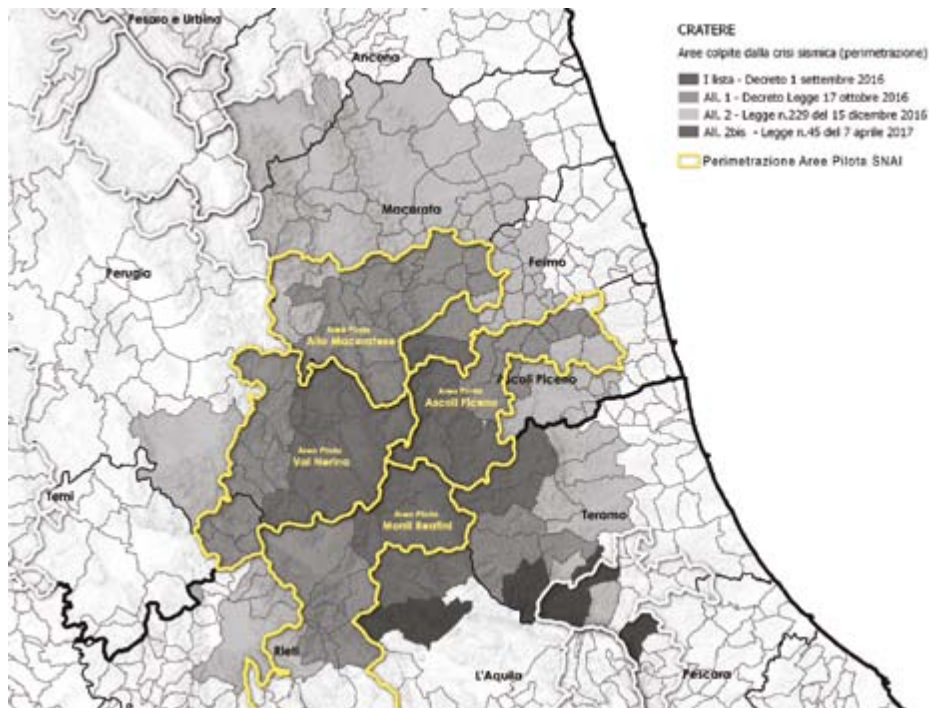 Pesaro e Urbino
Ancona
CRATERE
Aree colpite dalla crisi sismica (perimetrazione)
I lista - Decreto 1 settembre 2016
All. 1 - Decreto Legge 17 ottobre 2016
All. 2 - Legge n.229 del 15 dicembre 2016
All. 2bis - Legge n.45 del 7 aprile 2017
Perimetrazione Aree Pilota SNAI
Macerata
Fermo
Perugia
Area Pilota
Alto Maceratese
Ascoli Piceno
Area Pilota
Ascoli Piceno
Area Pilota
Val Nerina
Terni
Area Pilota
Monti Reatini
Teramo
Rieti
L'Aquila
Pescara